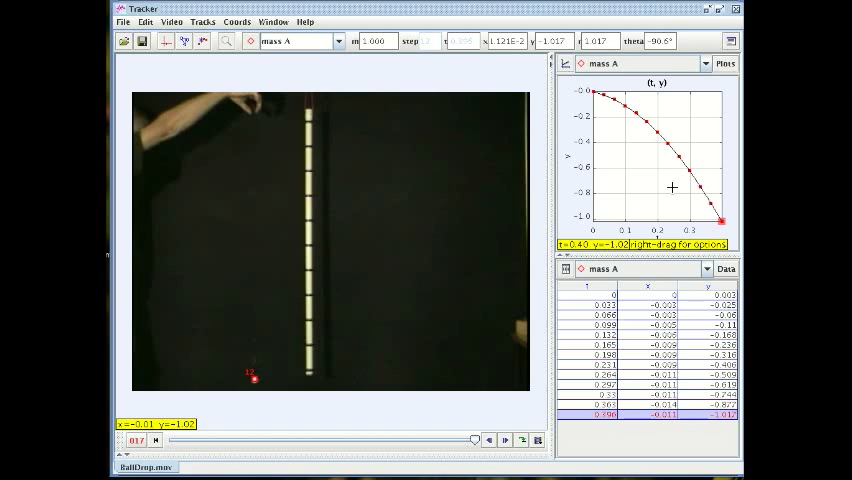 Tracker
File Edit Video Tracks Coords Window Help
mass A m 1.000 step 12 t 0.396 x 1.121E-2 y -1.017 r 1.017 theta -90.6°
mass A Plots
(t, y)
-0.0
-0.2
-0.4
y
-0.6
-0.8
-1.0
0 0.1 0.2 0.3
t=0.40 y=-1.02 right-drag for options
mass A Data
t x y
0 0 0.003
0.033 -0.003 -0.025
0.066 -0.003 -0.06
0.099 -0.005 -0.11
0.132 -0.006 -0.168
0.165 -0.009 -0.236
0.198 -0.009 -0.316
0.231 -0.009 -0.406
0.264 -0.011 -0.509
0.297 -0.011 -0.619
0.33 -0.011 -0.744
0.363 -0.014 -0.877
0.396 -0.011 -1.017
12
x=-0.01 y=-1.02
017
BallDrop.mov